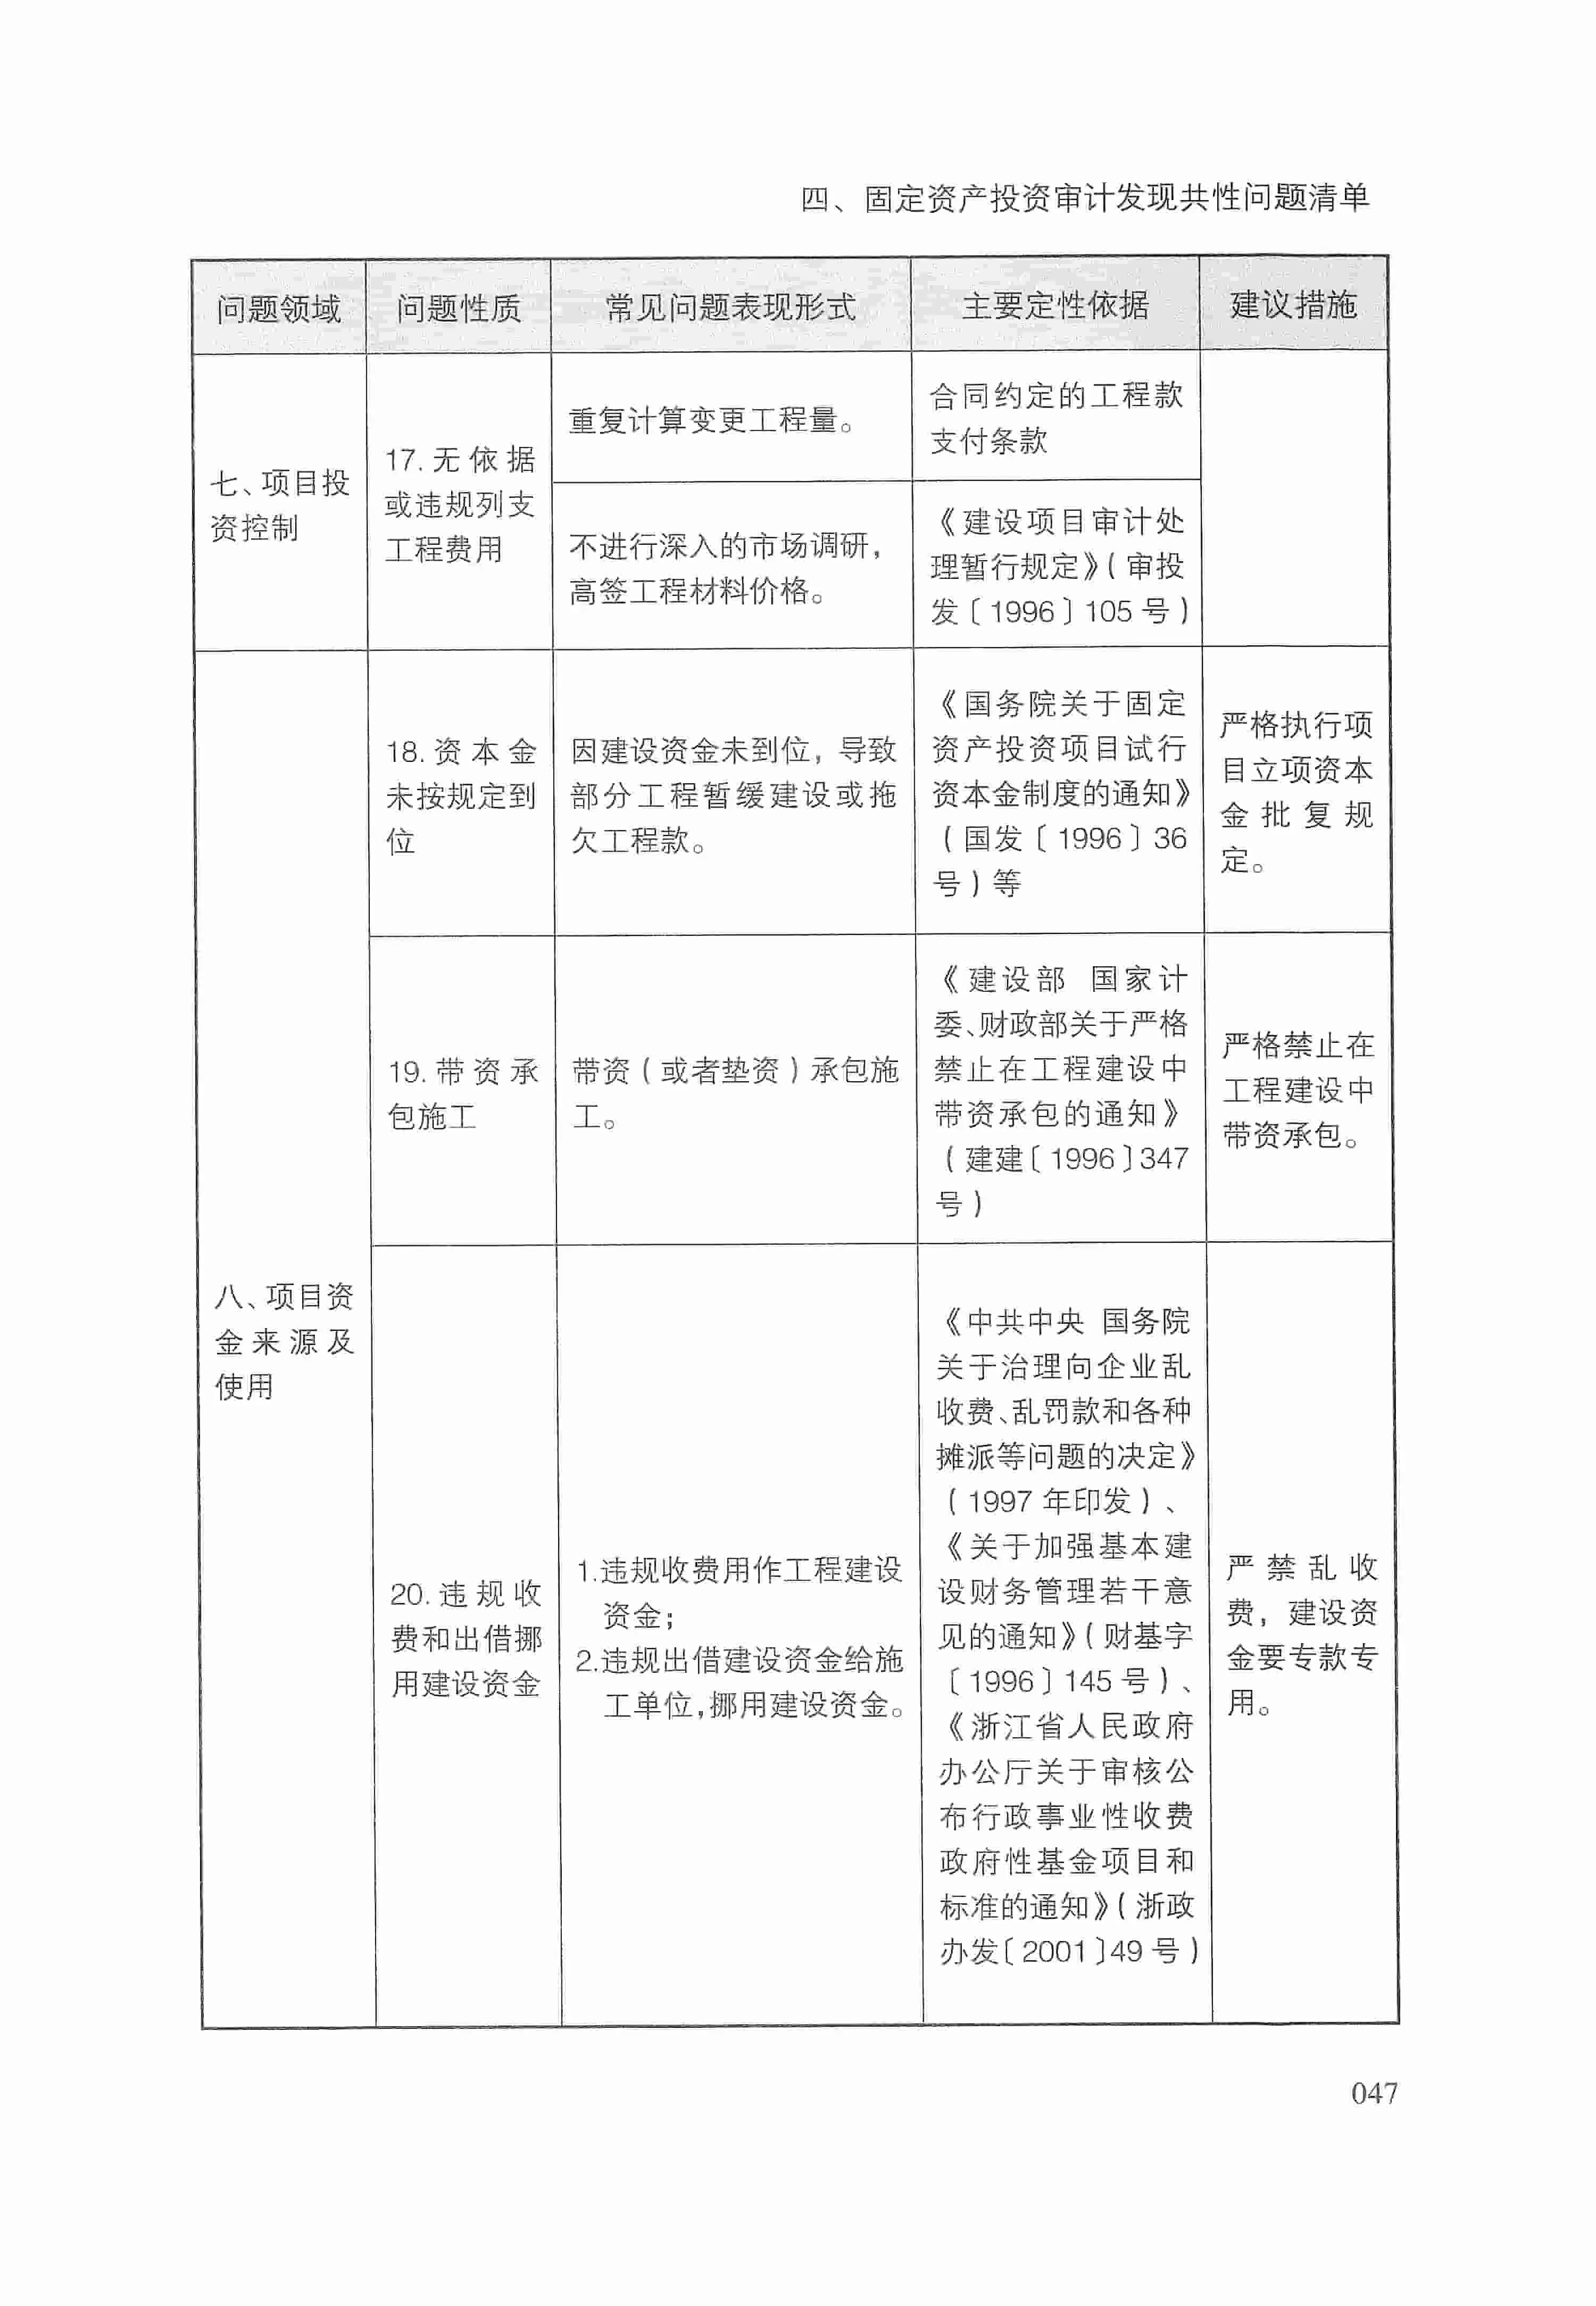 四、固定资产投资审计发现共性问题清单
问题领域
问题性质
常见问题表现形式
主要定性依据
建议措施
七、项目投
资控制
17. 无依据
或违规列支
工程费用
重复计算变更工程量。
合同约定的工程款
支付条款
不进行深入的市场调研，
高签工程材料价格。
《建设项目审计处
理暂行规定》（审投
发〔1996〕105 号）
八、项目资
金来源及
使用
18. 资本金
未按规定到
位
因建设资金未到位，导致
部分工程暂缓建设或拖
欠工程款。
《国务院关于固定
资产投资项目试行
资本金制度的通知》
（国发〔1996〕36
号）等
严格执行项
目立项资本
金批复规
定。
19. 带资承
包施工
带资（或者垫资）承包施
工。
《建设部 国家计
委、财政部关于严格
禁止在工程建设中
带资承包的通知》
（建建〔1996〕347
号）
严格禁止在
工程建设中
带资承包。
20. 违规收
费和出借挪
用建设资金
1.违规收费用作工程建设
资金；
2.违规出借建设资金给施
工单位，挪用建设资金。
《中共中央 国务院
关于治理向企业乱
收费、乱罚款和各种
摊派等问题的决定》
（1997 年印发）、
《关于加强基本建
设财务管理若干意
见的通知》（财基字
〔1996〕145 号）、
《浙江省人民政府
办公厅关于审核公
布行政事业性收费
政府性基金项目和
标准的通知》（浙政
办发〔2001〕49 号）
严禁乱收
费，建设资
金要专款专
用。
047